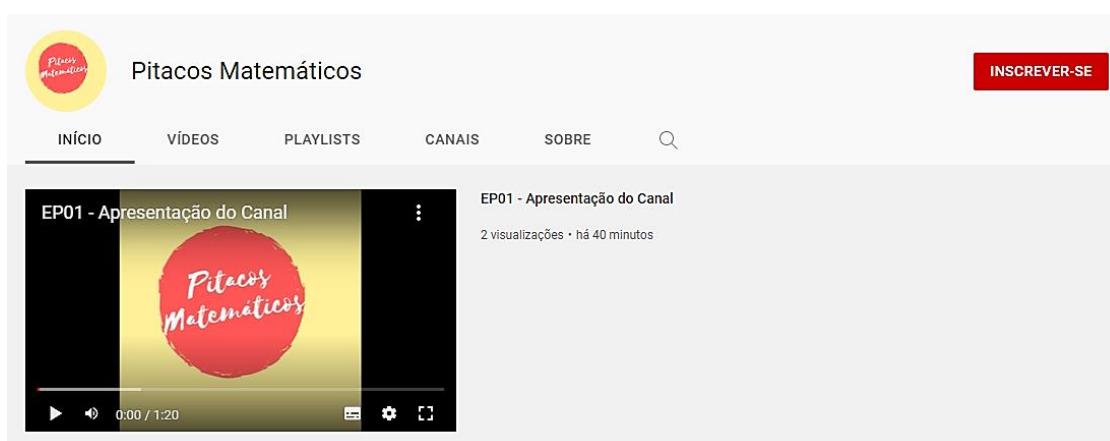 Pitacos
Matemáticos
Pitacos Matemáticos
INSCREVER-SE
INÍCIO VÍDEOS PLAYLISTS CANAIS SOBRE
EP01 - Apresentação do Canal
Pitacos
Matemáticos
0:00 / 1:20
EP01 - Apresentação do Canal
2 visualizações • há 40 minutos